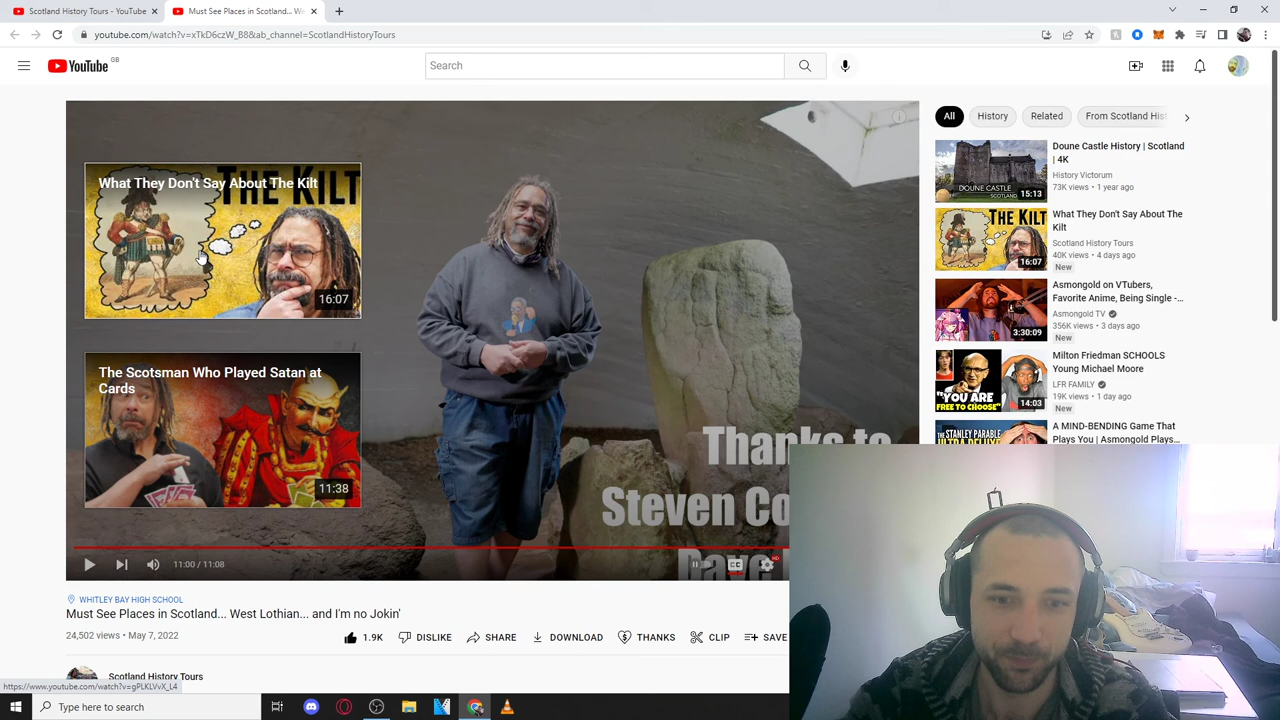 Scotland History Tours - YouTube
Must See Places in Scotland... We
youtube.com/watch?v=xTkD6czW_B8&ab_channel=ScotlandHistoryTours
YouTube GB
Search
What They Don't Say About The Kilt
THE KILT
16:07
The Scotsman Who Played Satan at
Cards
11:38
Thanks to
Steven Co
Dave
11:00 / 11:08
CC
HD
WHITLEY BAY HIGH SCHOOL
Must See Places in Scotland... West Lothian... and I'm no Jokin'
24,502 views • May 7, 2022
1.9K
DISLIKE
SHARE
DOWNLOAD
THANKS
CLIP
SAVE
Scotland History Tours
https://www.youtube.com/watch?v=gPLKLVvX_L4
All
History
Related
From Scotland His
DOUNE CASTLE
SCOTLAND
15:13
Doune Castle History | Scotland
| 4K
History Victorum
73K views • 1 year ago
THE KILT
16:07
What They Don't Say About The
Kilt
Scotland History Tours
40K views • 4 days ago
New
3:30:09
Asmongold on VTubers,
Favorite Anime, Being Single -...
Asmongold TV
356K views • 3 days ago
New
"YOU ARE
FREE TO CHOOSE"
14:03
Milton Friedman SCHOOLS
Young Michael Moore
LFR FAMILY
19K views • 1 day ago
New
THE STANLEY PARABLE
A MIND-BENDING Game That
Plays You | Asmongold Plays...
Type here to search